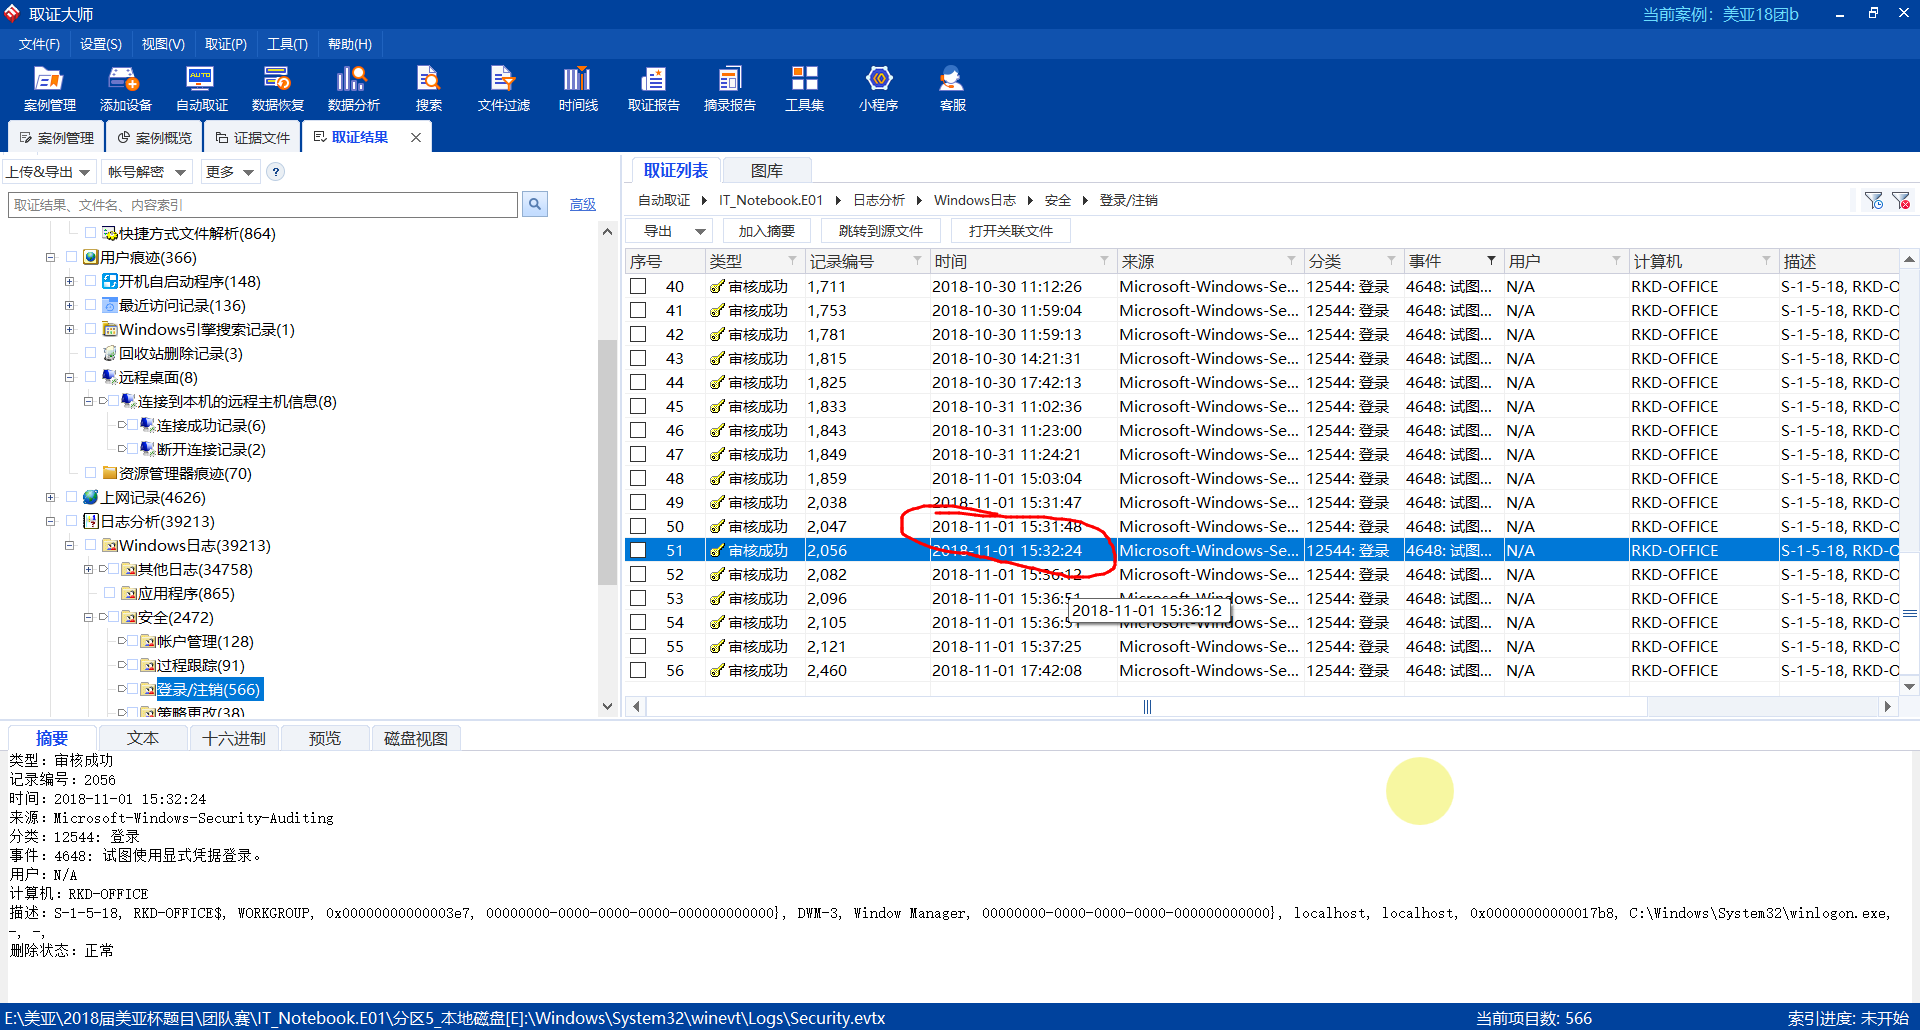 取证大师
当前案例：美亚18团b
文件(F) 设置(S) 视图(V) 取证(P) 工具(T) 帮助(H)
案例管理 添加设备 自动取证 数据恢复 数据分析 搜索 文件过滤 时间线 取证报告 摘录报告 工具集 小程序 客服
案例管理 案例概览 证据文件 取证结果
上传&导出 帐号解密 更多 ?
取证结果、文件名、内容索引 高级
快捷方式文件解析(864)
用户痕迹(366)
开机自启动程序(148)
最近访问记录(136)
Windows引擎搜索记录(1)
回收站删除记录(3)
远程桌面(8)
连接到本机的远程主机信息(8)
连接成功记录(6)
断开连接记录(2)
资源管理器痕迹(70)
上网记录(4626)
日志分析(39213)
Windows日志(39213)
其他日志(34758)
应用程序(865)
安全(2472)
帐户管理(128)
过程跟踪(91)
登录/注销(566)
策略更改(38)
取证列表 图库
自动取证 IT_Notebook.E01 日志分析 Windows日志 安全 登录/注销
导出 加入摘要 跳转到源文件 打开关联文件
序号 类型 记录编号 时间 来源 分类 事件 用户 计算机 描述
40 审核成功 1,711 2018-10-30 11:12:26 Microsoft-Windows-Se... 12544: 登录 4648: 试图... N/A RKD-OFFICE S-1-5-18, RKD-O
41 审核成功 1,753 2018-10-30 11:59:04 Microsoft-Windows-Se... 12544: 登录 4648: 试图... N/A RKD-OFFICE S-1-5-18, RKD-O
42 审核成功 1,781 2018-10-30 11:59:13 Microsoft-Windows-Se... 12544: 登录 4648: 试图... N/A RKD-OFFICE S-1-5-18, RKD-O
43 审核成功 1,815 2018-10-30 14:21:31 Microsoft-Windows-Se... 12544: 登录 4648: 试图... N/A RKD-OFFICE S-1-5-18, RKD-O
44 审核成功 1,825 2018-10-30 17:42:13 Microsoft-Windows-Se... 12544: 登录 4648: 试图... N/A RKD-OFFICE S-1-5-18, RKD-O
45 审核成功 1,833 2018-10-31 11:02:36 Microsoft-Windows-Se... 12544: 登录 4648: 试图... N/A RKD-OFFICE S-1-5-18, RKD-O
46 审核成功 1,843 2018-10-31 11:23:00 Microsoft-Windows-Se... 12544: 登录 4648: 试图... N/A RKD-OFFICE S-1-5-18, RKD-O
47 审核成功 1,849 2018-10-31 11:24:21 Microsoft-Windows-Se... 12544: 登录 4648: 试图... N/A RKD-OFFICE S-1-5-18, RKD-O
48 审核成功 1,859 2018-11-01 15:03:04 Microsoft-Windows-Se... 12544: 登录 4648: 试图... N/A RKD-OFFICE S-1-5-18, RKD-O
49 审核成功 2,038 2018-11-01 15:31:47 Microsoft-Windows-Se... 12544: 登录 4648: 试图... N/A RKD-OFFICE S-1-5-18, RKD-O
50 审核成功 2,047 2018-11-01 15:31:48 Microsoft-Windows-Se... 12544: 登录 4648: 试图... N/A RKD-OFFICE S-1-5-18, RKD-O
51 审核成功 2,056 2018-11-01 15:32:24 Microsoft-Windows-Se... 12544: 登录 4648: 试图... N/A RKD-OFFICE S-1-5-18, RKD-O
52 审核成功 2,082 2018-11-01 15:36:12 Microsoft-Windows-Se... 12544: 登录 4648: 试图... N/A RKD-OFFICE S-1-5-18, RKD-O
53 审核成功 2,096 2018-11-01 15:36:51 Microsoft-Windows-Se... 12544: 登录 4648: 试图... N/A RKD-OFFICE S-1-5-18, RKD-O
2018-11-01 15:36:12
54 审核成功 2,105 2018-11-01 15:36:51 Microsoft-Windows-Se... 12544: 登录 4648: 试图... N/A RKD-OFFICE S-1-5-18, RKD-O
55 审核成功 2,121 2018-11-01 15:37:25 Microsoft-Windows-Se... 12544: 登录 4648: 试图... N/A RKD-OFFICE S-1-5-18, RKD-O
56 审核成功 2,460 2018-11-01 17:42:08 Microsoft-Windows-Se... 12544: 登录 4648: 试图... N/A RKD-OFFICE S-1-5-18, RKD-O
摘要 文本 十六进制 预览 磁盘视图
类型：审核成功
记录编号：2056
时间：2018-11-01 15:32:24
来源：Microsoft-Windows-Security-Auditing
分类：12544: 登录
事件：4648: 试图使用显式凭据登录。
用户：N/A
计算机：RKD-OFFICE
描述：S-1-5-18, RKD-OFFICE$, WORKGROUP, 0x00000000000003e7, 00000000-0000-0000-0000-000000000000}, DWM-3, Window Manager, 00000000-0000-0000-0000-000000000000}, localhost, localhost, 0x00000000000017b8, C:\Windows\System32\winlogon.exe,
-, -,
删除状态：正常
E:\美亚\2018届美亚杯题目\团队赛\IT_Notebook.E01\分区5_本地磁盘[E]:\Windows\System32\winevt\Logs\Security.evtx
当前项目数: 566
索引进度: 未开始